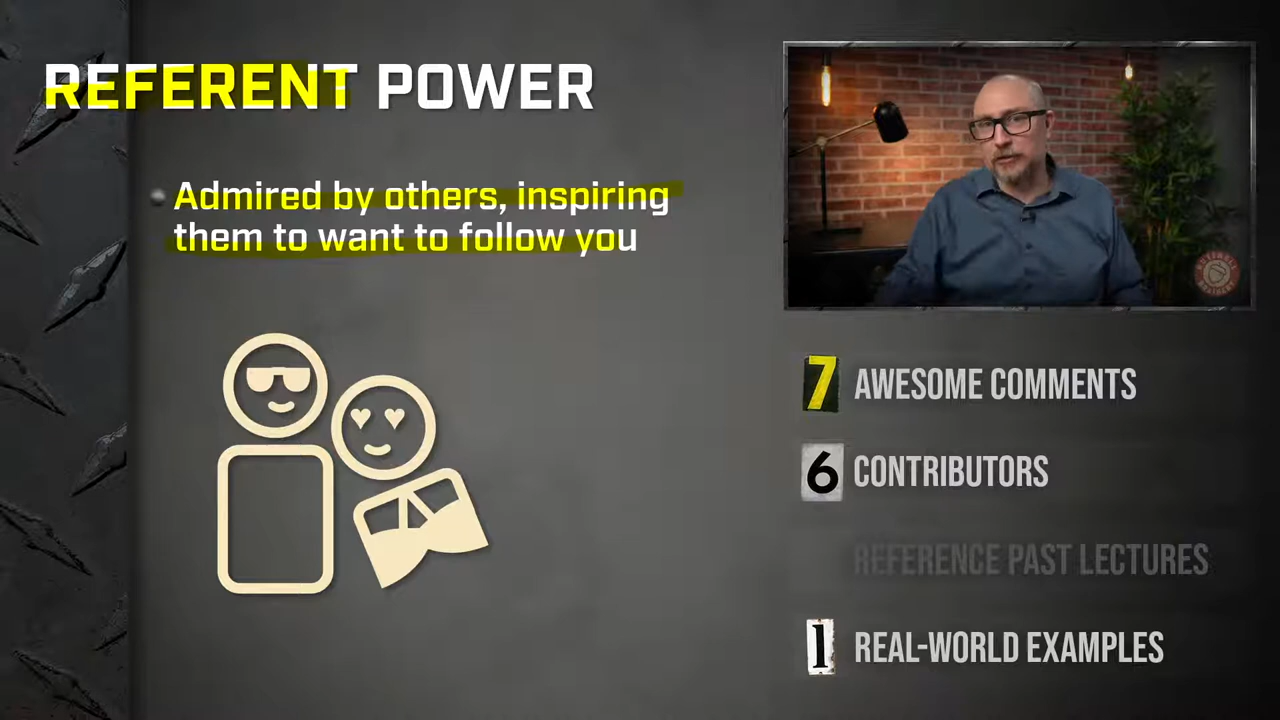 REFERENT POWER
Admired by others, inspiring
them to want to follow you
7 AWESOME COMMENTS
6 CONTRIBUTORS
REFERENCE PAST LECTURES
1 REAL-WORLD EXAMPLES